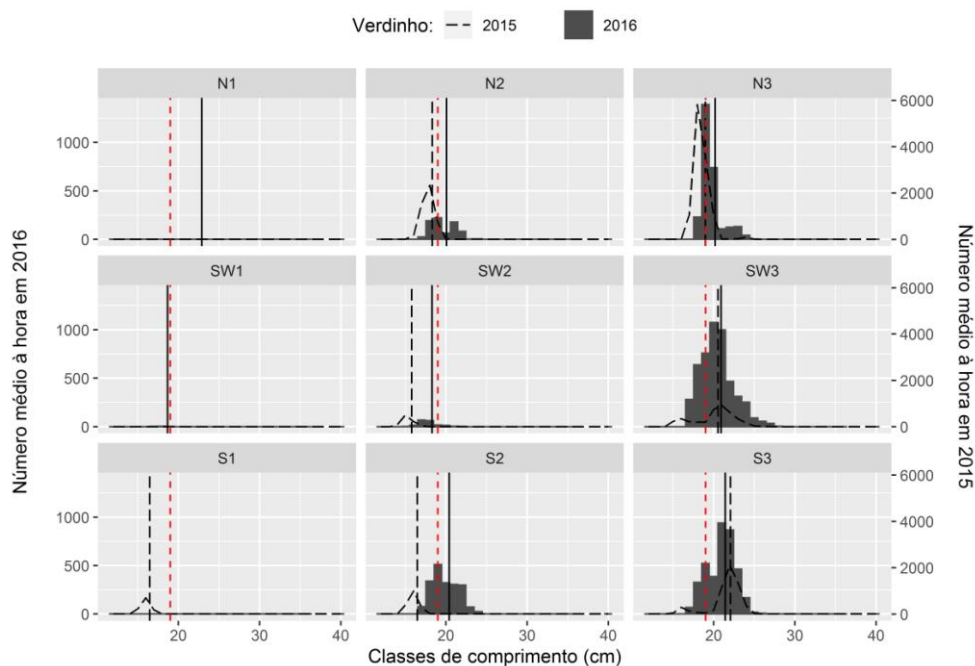 Verdinho: 2015 2016
N1 N2 N3
1000
500
0
6000
4000
2000
0
SW1 SW2 SW3
1000
500
0
6000
4000
2000
0
S1 S2 S3
1000
500
0
6000
4000
2000
0
20 30 40 20 30 40 20 30 40
Classes de comprimento (cm)
Número médio à hora em 2016
Número médio à hora em 2015